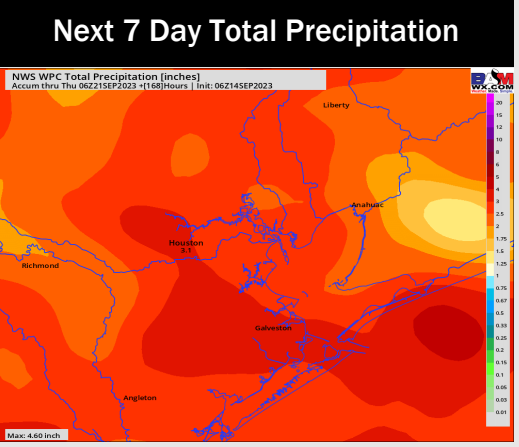 Next 7 Day Total Precipitation
NWS WPC Total Precipitation [inches]
Accum thru Thu 06Z21SEP2023 +[168]Hours | Init: 06Z14SEP2023
BAM
WX.COM
Liberty
Anahuac
Houston
3.1
Richmond
Galveston
Angleton
Max: 4.60 inch
20
15
12
10
8
6
5
4
3
2.5
2
1.75
1.5
1.25
1
0.75
0.67
0.5
0.33
0.25
0.2
0.15
0.1
0.05
0.03
0.01